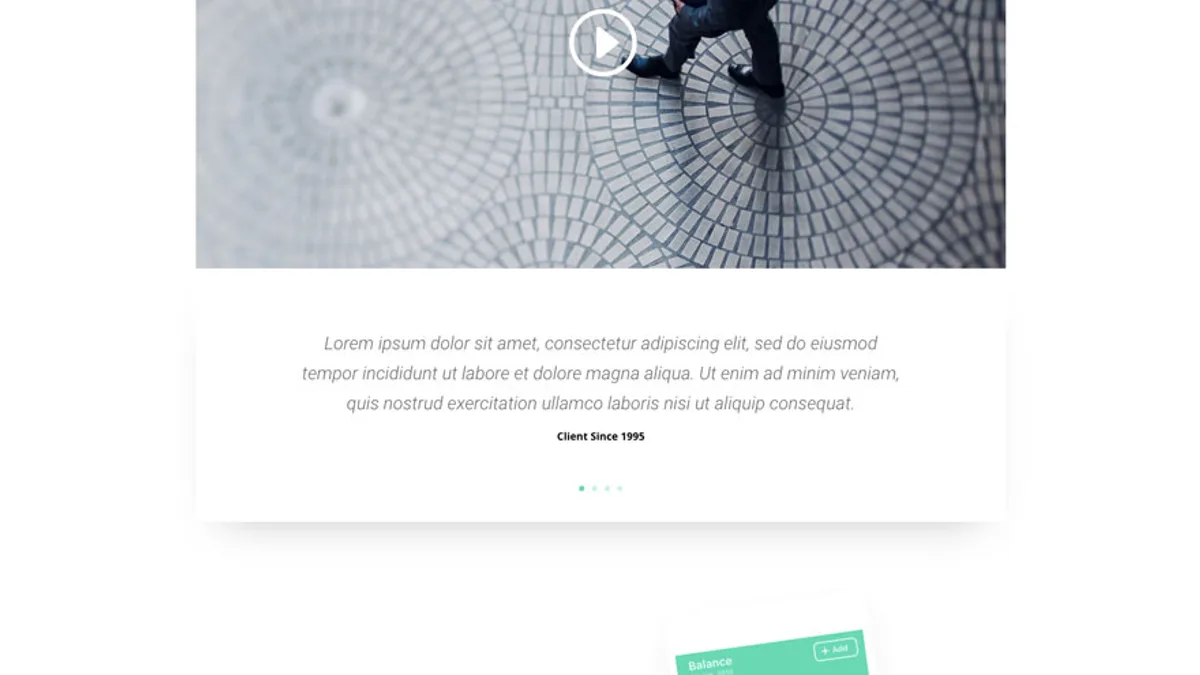 Lorem ipsum dolor sit amet, consectetur adipiscing elit, sed do eiusmod
tempor incididunt ut labore et dolore magna aliqua. Ut enim ad minim veniam,
quis nostrud exercitation ullamco laboris nisi ut aliquip consequat.
Client Since 1995
+ Add
Balance